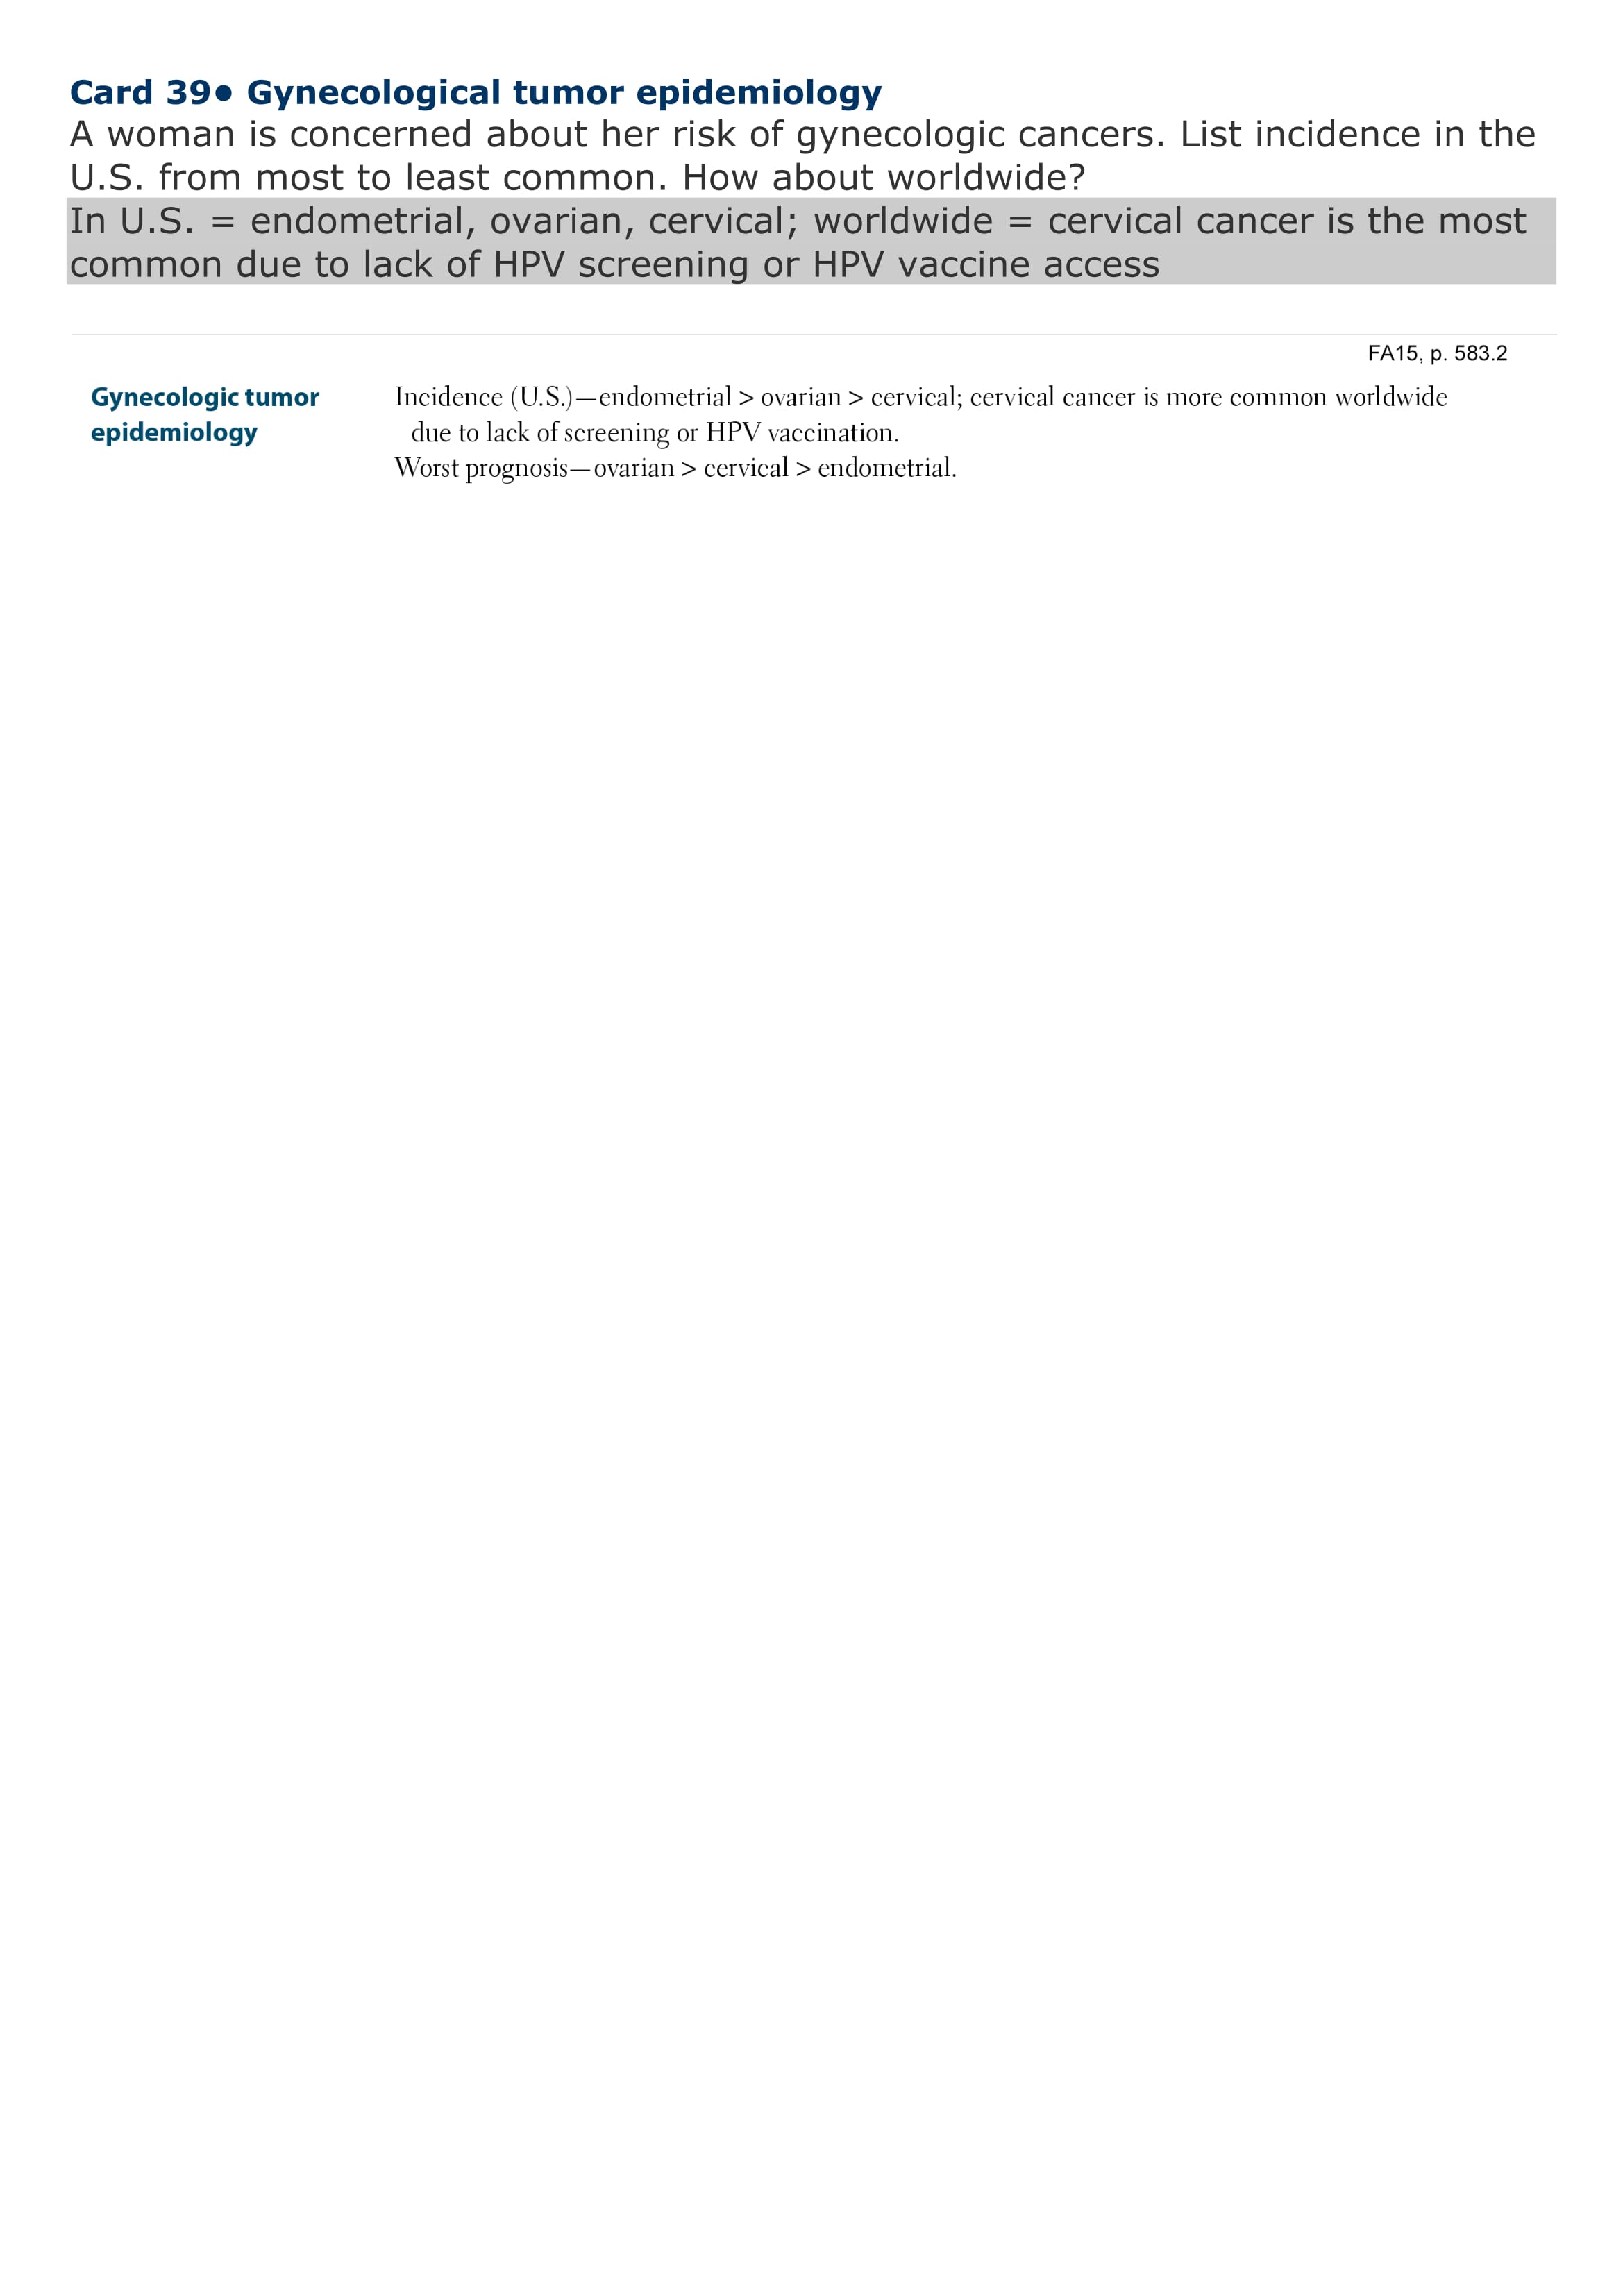 Card 39● Gynecological tumor epidemiology
A woman is concerned about her risk of gynecologic cancers. List incidence in the
U.S. from most to least common. How about worldwide?
In U.S. = endometrial, ovarian, cervical; worldwide = cervical cancer is the most
common due to lack of HPV screening or HPV vaccine access
FA15, p. 583.2
Gynecologic tumor
epidemiology
Incidence (U.S.)—endometrial > ovarian > cervical; cervical cancer is more common worldwide
due to lack of screening or HPV vaccination.
Worst prognosis—ovarian > cervical > endometrial.